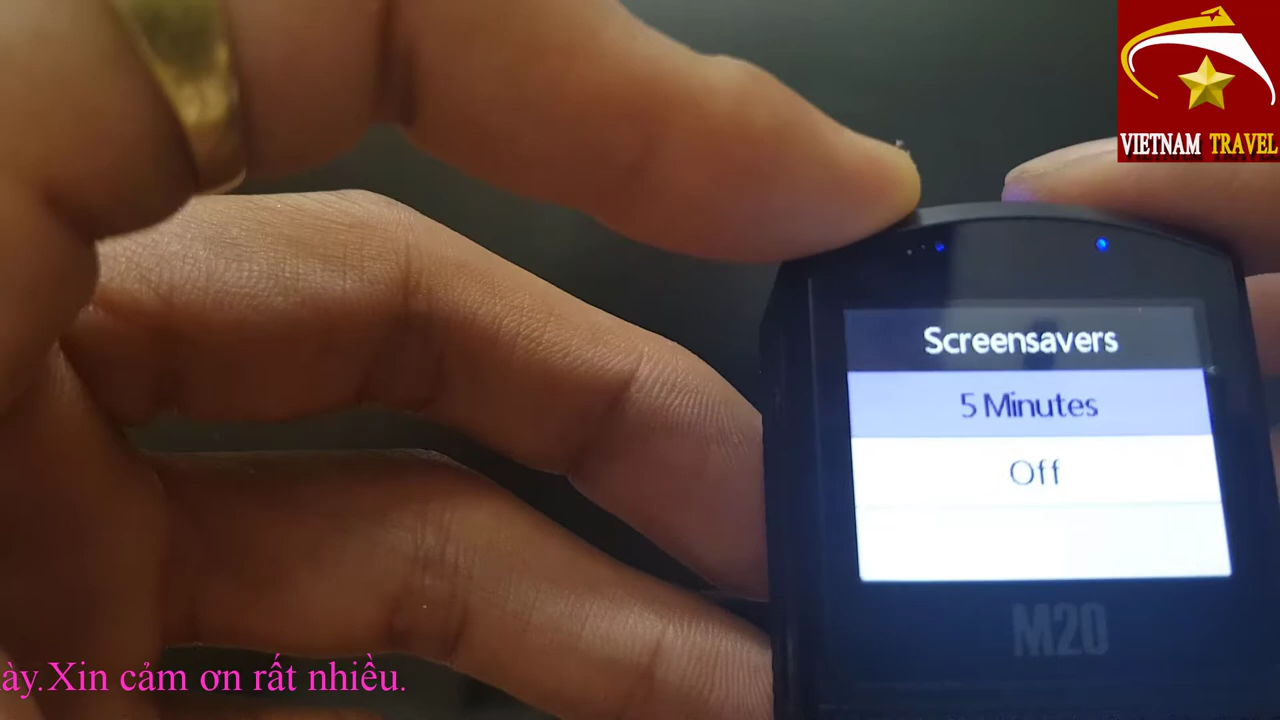 VIETNAM TRAVEL
Screensavers
5 Minutes
Off
M20
ày.Xin cảm ơn rất nhiều.